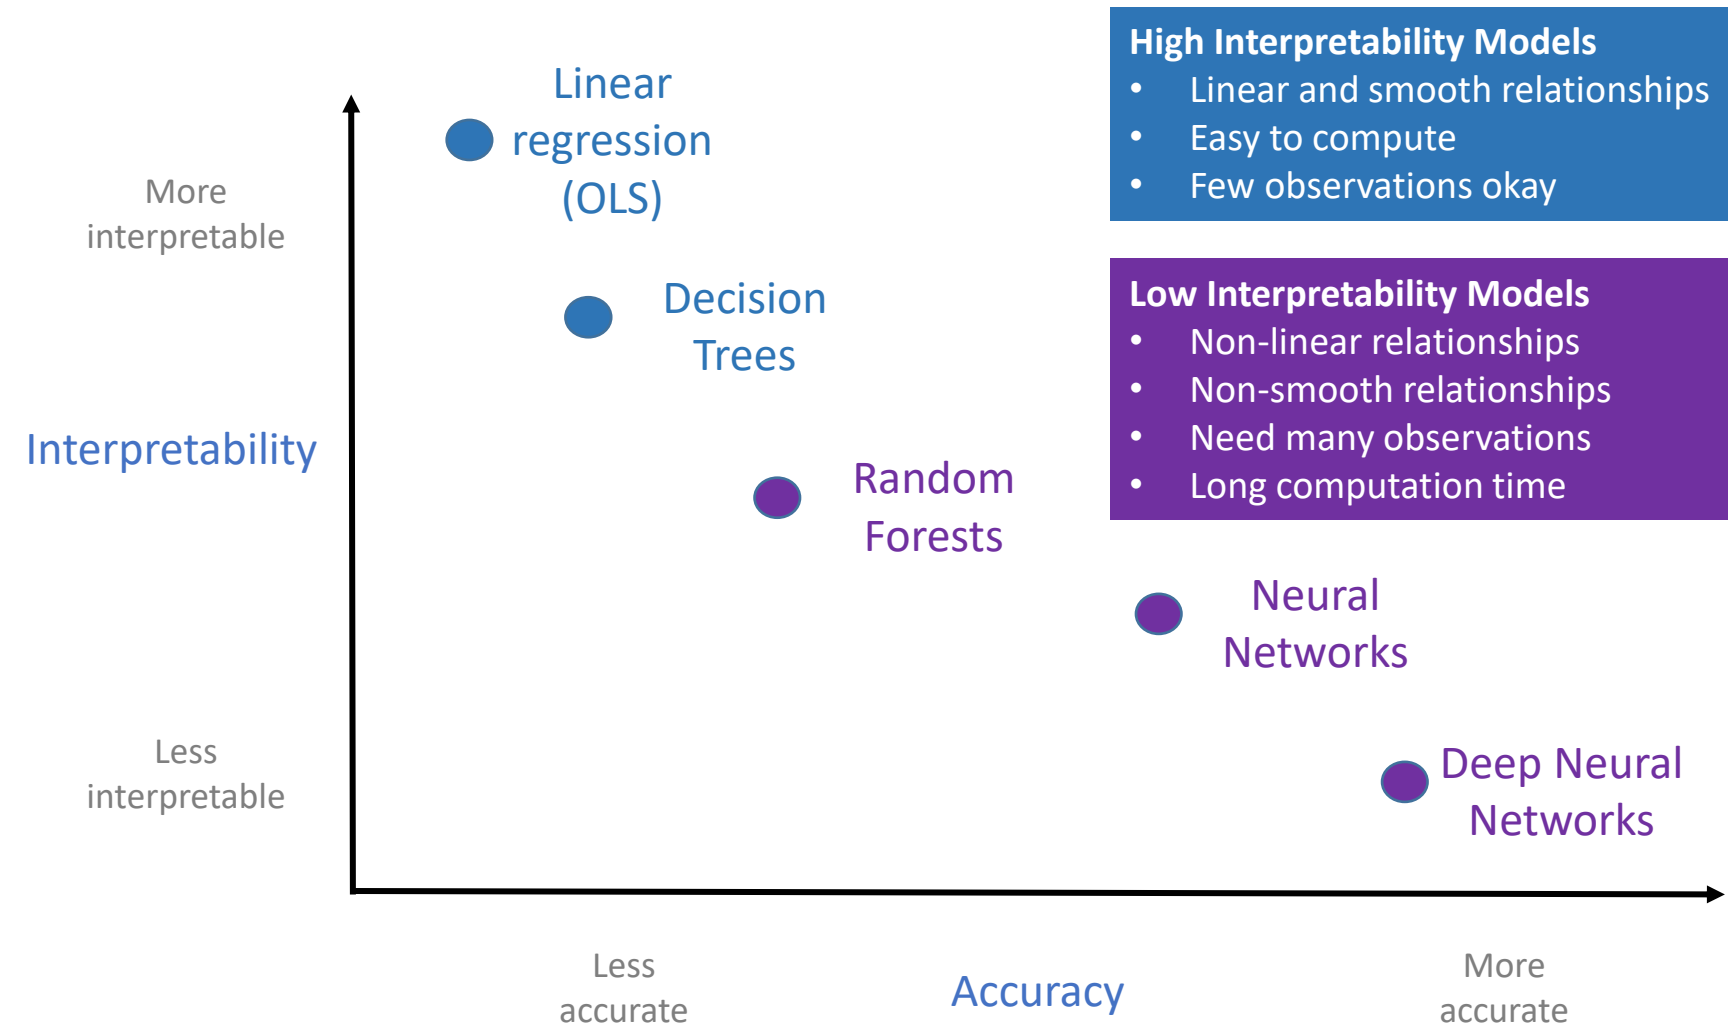 Linear
regression
(OLS)
High Interpretability Models
• Linear and smooth relationships
• Easy to compute
• Few observations okay
More
interpretable
Decision
Trees
Low Interpretability Models
• Non-linear relationships
• Non-smooth relationships
• Need many observations
• Long computation time
Interpretability
Random
Forests
Neural
Networks
Less
interpretable
Deep Neural
Networks
Less
accurate
Accuracy
More
accurate